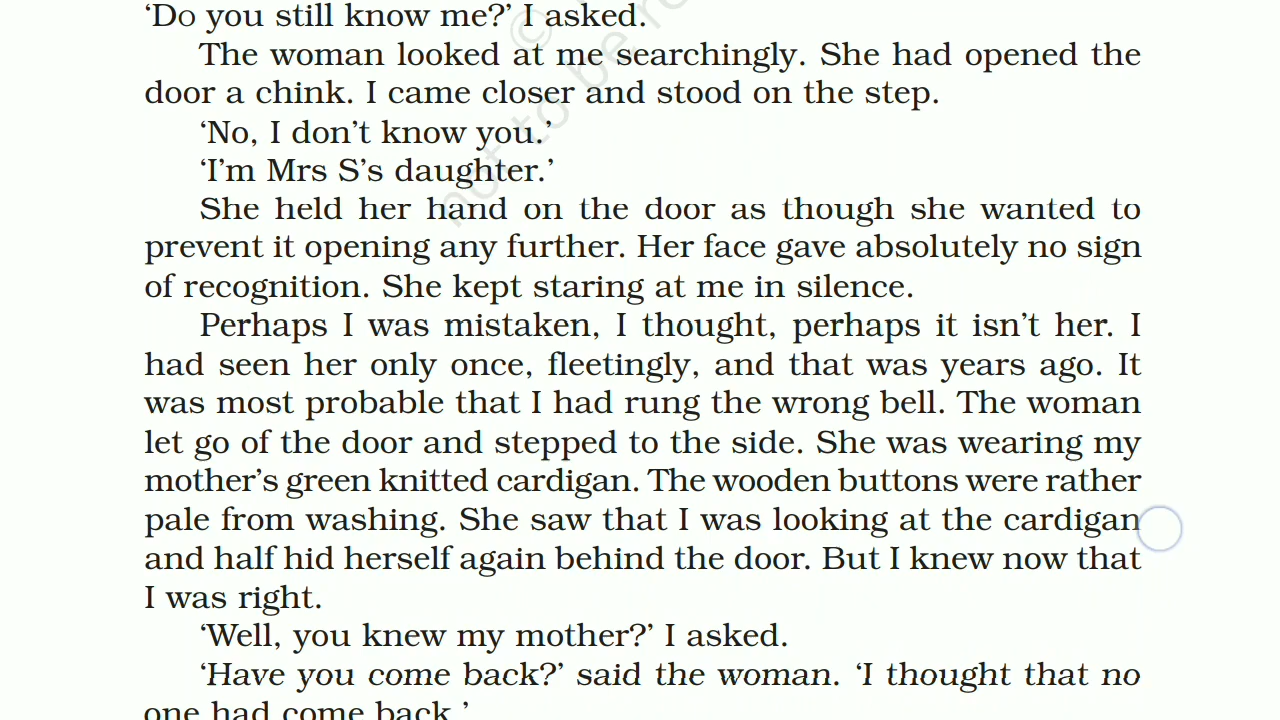 ‘Do you still know me?’ I asked.
The woman looked at me searchingly. She had opened the
door a chink. I came closer and stood on the step.
‘No, I don’t know you.’
‘I’m Mrs S’s daughter.’
She held her hand on the door as though she wanted to
prevent it opening any further. Her face gave absolutely no sign
of recognition. She kept staring at me in silence.
Perhaps I was mistaken, I thought, perhaps it isn’t her. I
had seen her only once, fleetingly, and that was years ago. It
was most probable that I had rung the wrong bell. The woman
let go of the door and stepped to the side. She was wearing my
mother’s green knitted cardigan. The wooden buttons were rather
pale from washing. She saw that I was looking at the cardigan
and half hid herself again behind the door. But I knew now that
I was right.
‘Well, you knew my mother?’ I asked.
‘Have you come back?’ said the woman. ‘I thought that no
one had come back.’
©
not to be